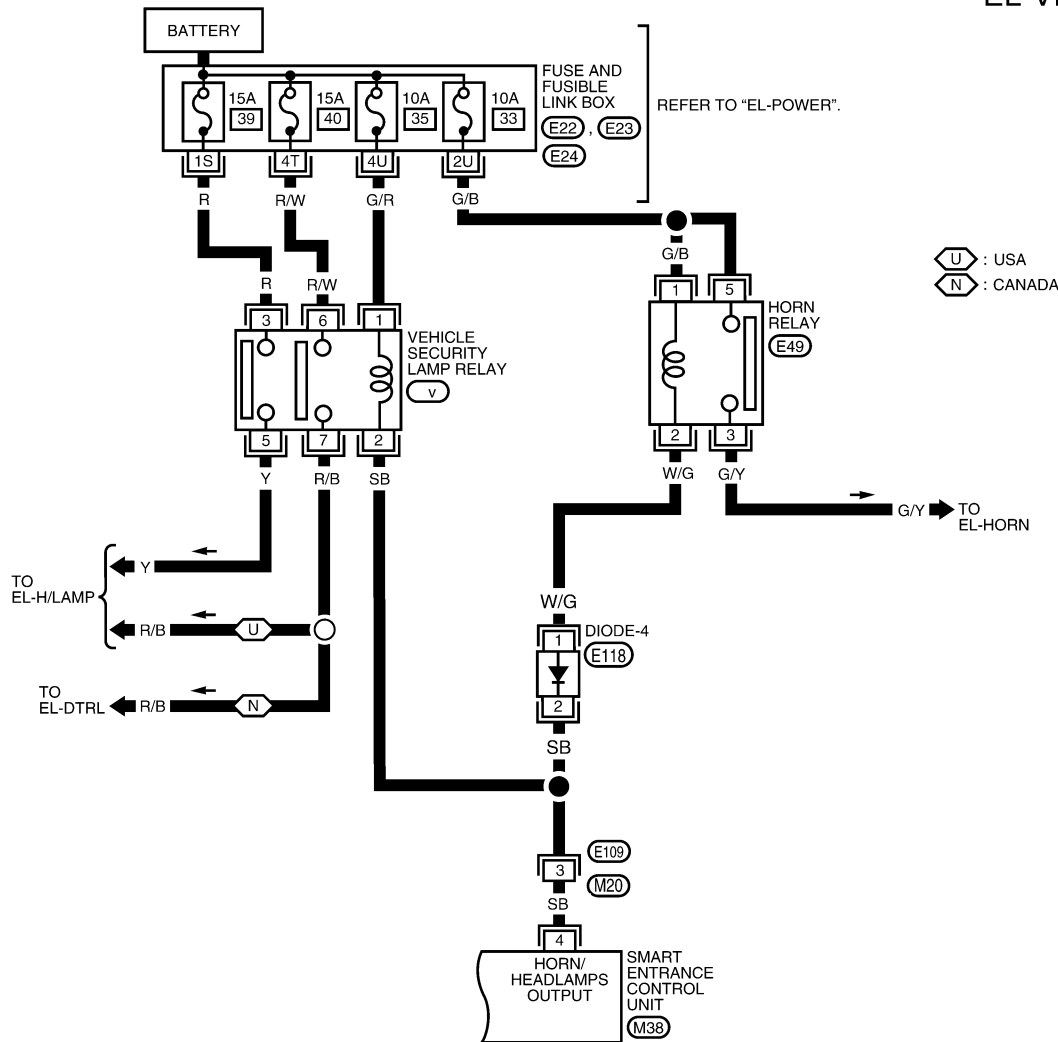 BATTERY
FUSE AND
FUSIBLE
LINK BOX
E22 , E23
E24
REFER TO “EL-POWER”.
15A
39
15A
40
10A
35
10A
33
1S
4T
4U
2U
R
R/W
G/R
G/B
G/B
U : USA
N : CANADA
R
R/W
3
6
1
1
5
HORN
RELAY
E49
VEHICLE
SECURITY
LAMP RELAY
v
5
7
2
2
3
Y
R/B
SB
W/G
G/Y
G/Y
TO
EL-HORN
TO
EL-H/LAMP
Y
R/B
U
TO
EL-DTRL
R/B
N
W/G
1
DIODE-4
E118
2
SB
E109
3
M20
SB
4
HORN/
HEADLAMPS
OUTPUT
SMART
ENTRANCE
CONTROL
UNIT
M38